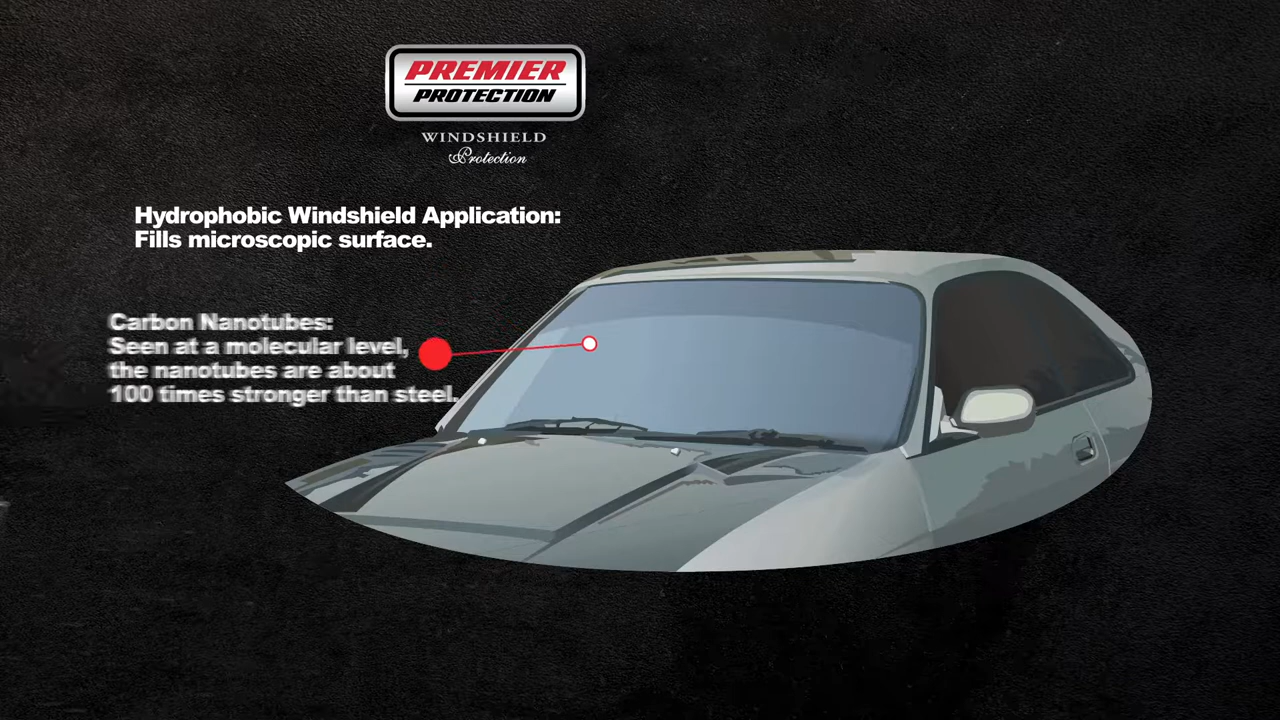 PREMIER
PROTECTION
WINDSHIELD
Protection
Hydrophobic Windshield Application:
Fills microscopic surface.
Carbon Nanotubes:
Seen at a molecular level,
the nanotubes are about
100 times stronger than steel.